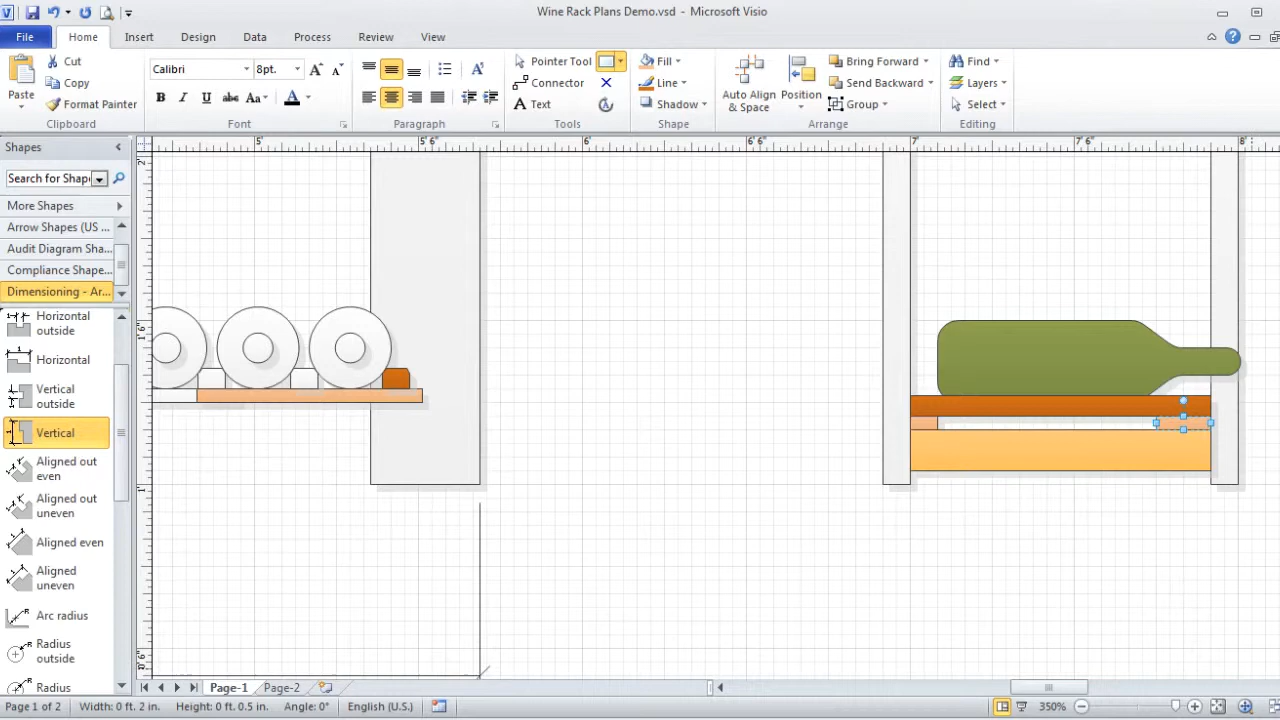 Wine Rack Plans Demo.vsd - Microsoft Visio
File Home Insert Design Data Process Review View
Paste
Cut
Copy
Format Painter
Clipboard
Calibri 8pt.
B I U abc Aa A
Font
Paragraph
Pointer Tool
Connector
Text
Tools
Fill
Line
Shadow
Shape
Auto Align & Space
Position
Bring Forward
Send Backward
Group
Arrange
Find
Layers
Select
Editing
Shapes
Search for Shap
More Shapes
Arrow Shapes (US ...
Audit Diagram Sha...
Compliance Shape...
Dimensioning - Ar...
Horizontal outside
Horizontal
Vertical outside
Vertical
Aligned out even
Aligned out uneven
Aligned even
Aligned uneven
Arc radius
Radius outside
Radius
5' 5' 6" 6' 6' 6" 7' 7' 6" 8'
Page-1 Page-2
Page 1 of 2 Width: 0 ft. 2 in. Height: 0 ft. 0.5 in. Angle: 0° English (U.S.) 350%